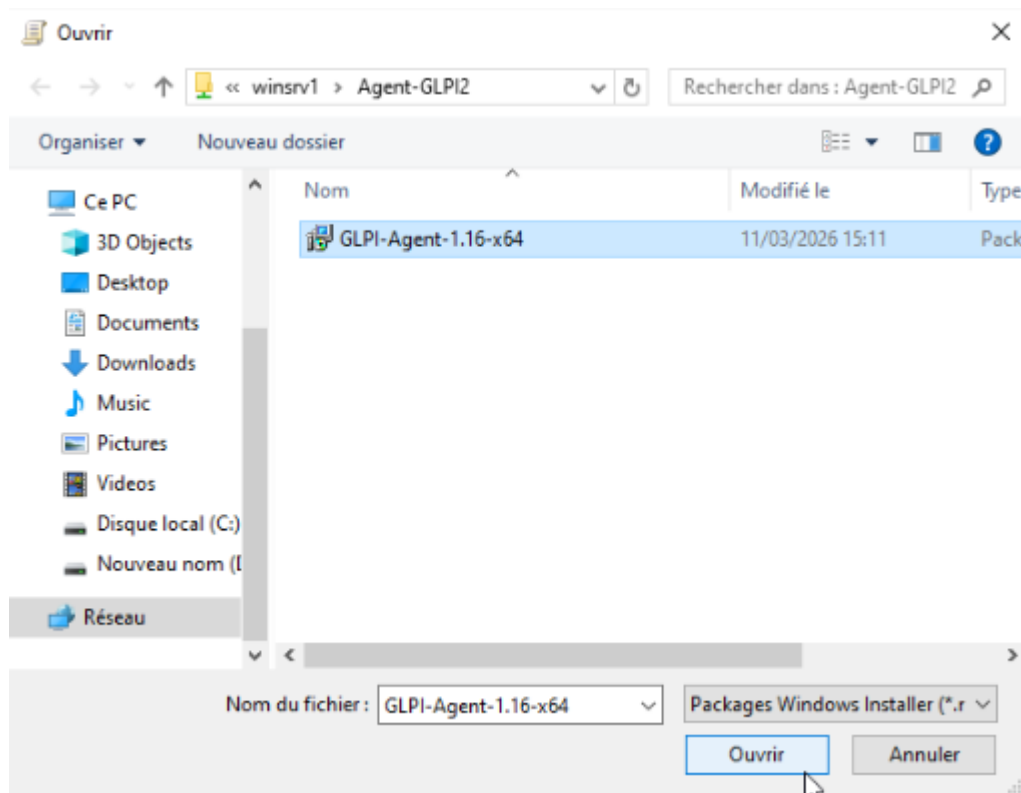 Ouvrir
« winsrv1 > Agent-GLPI2
Rechercher dans : Agent-GLPI2
Organiser
Nouveau dossier
Nom
Modifié le
Type
Ce PC
3D Objects
Desktop
Documents
Downloads
Music
Pictures
Videos
Disque local (C:)
Nouveau nom (
Réseau
GLPI-Agent-1.16-x64
11/03/2026 15:11
Pack
Nom du fichier :
GLPI-Agent-1.16-x64
Packages Windows Installer (*.
Ouvrir
Annuler